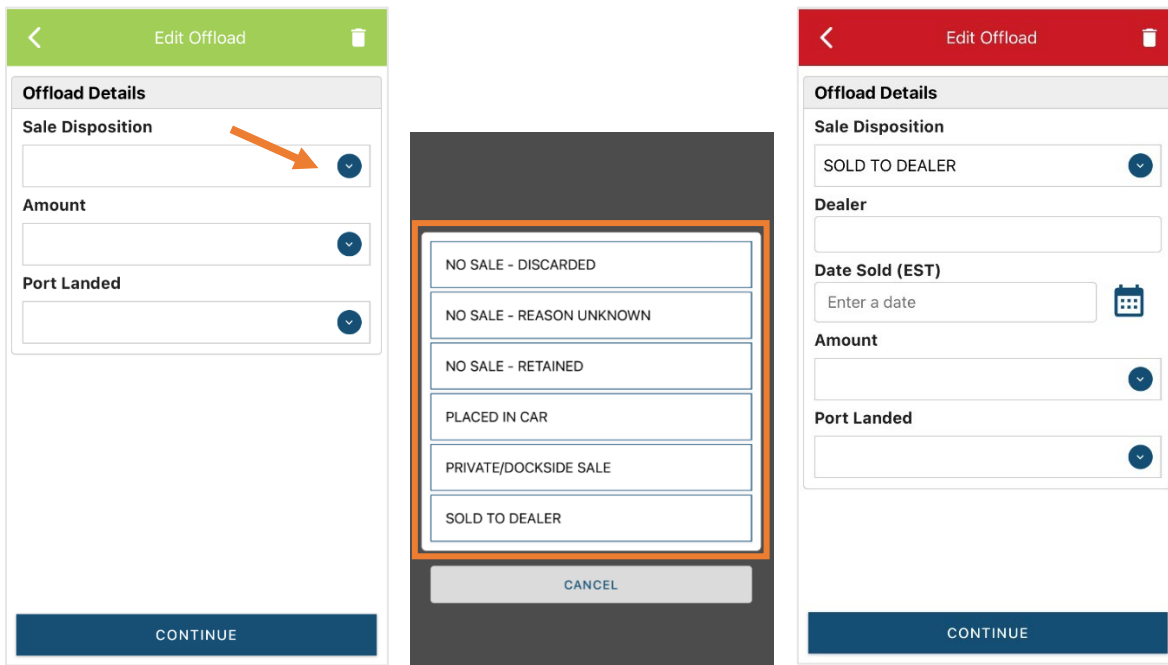 Edit Offload
Offload Details
Sale Disposition
Amount
Port Landed
CONTINUE
NO SALE - DISCARDED
NO SALE - REASON UNKNOWN
NO SALE - RETAINED
PLACED IN CAR
PRIVATE/DOCKSIDE SALE
SOLD TO DEALER
CANCEL
Edit Offload
Offload Details
Sale Disposition
SOLD TO DEALER
Dealer
Date Sold (EST)
Enter a date
Amount
Port Landed
CONTINUE